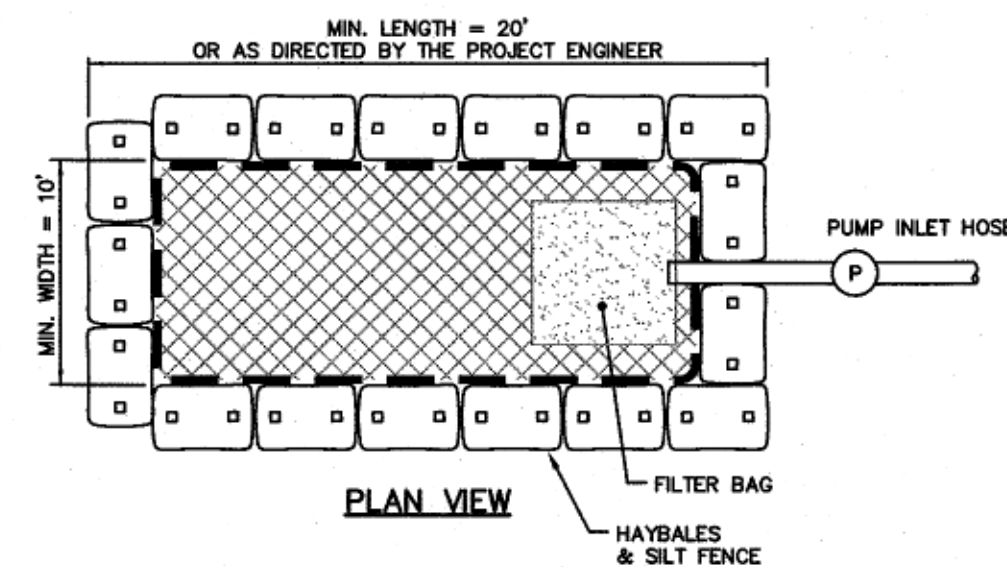 MIN. LENGTH = 20'
OR AS DIRECTED BY THE PROJECT ENGINEER
MIN. WIDTH = 10'
PUMP INLET HOSE
P
FILTER BAG
PLAN VIEW
HAYBALES
& SILT FENCE